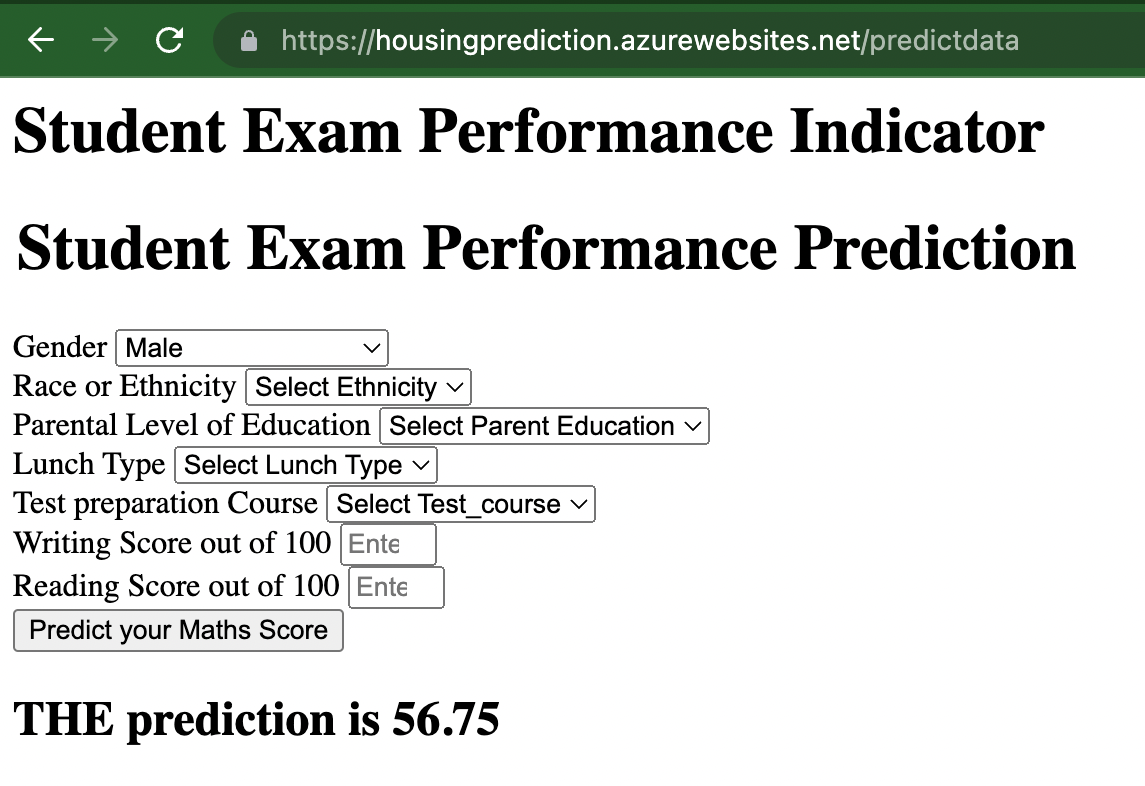 https://housingprediction.azurewebsites.net/predictdata
Student Exam Performance Indicator
Student Exam Performance Prediction
Gender Male
Race or Ethnicity Select Ethnicity
Parental Level of Education Select Parent Education
Lunch Type Select Lunch Type
Test preparation Course Select Test_course
Writing Score out of 100 Ente
Reading Score out of 100 Ente
Predict your Maths Score
THE prediction is 56.75